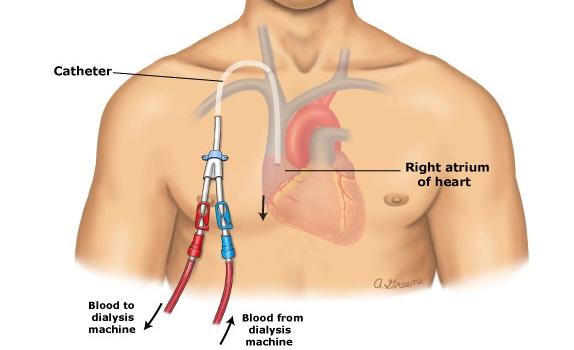 Catheter
Right atrium
of heart
A.Greene
Blood to
dialysis
machine
Blood from
dialysis
machine